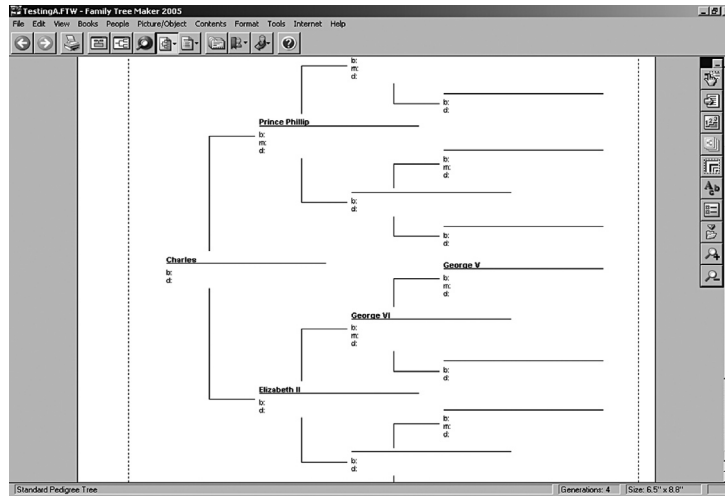 TestingA.FTW - Family Tree Maker 2005
File Edit View Books People Picture/Object Contents Format Tools Internet Help
b:
m:
d:
b:
d:
Prince Phillip
b:
m:
d:
b:
m:
d:
b:
d:
b:
d:
Charles
b:
d:
George V
b:
m:
d:
George VI
b:
m:
d:
b:
d:
Elizabeth II
b:
d:
b:
m:
d:
b:
d:
Standard Pedigree Tree
Generations: 4
Size: 6.5" x 8.8"